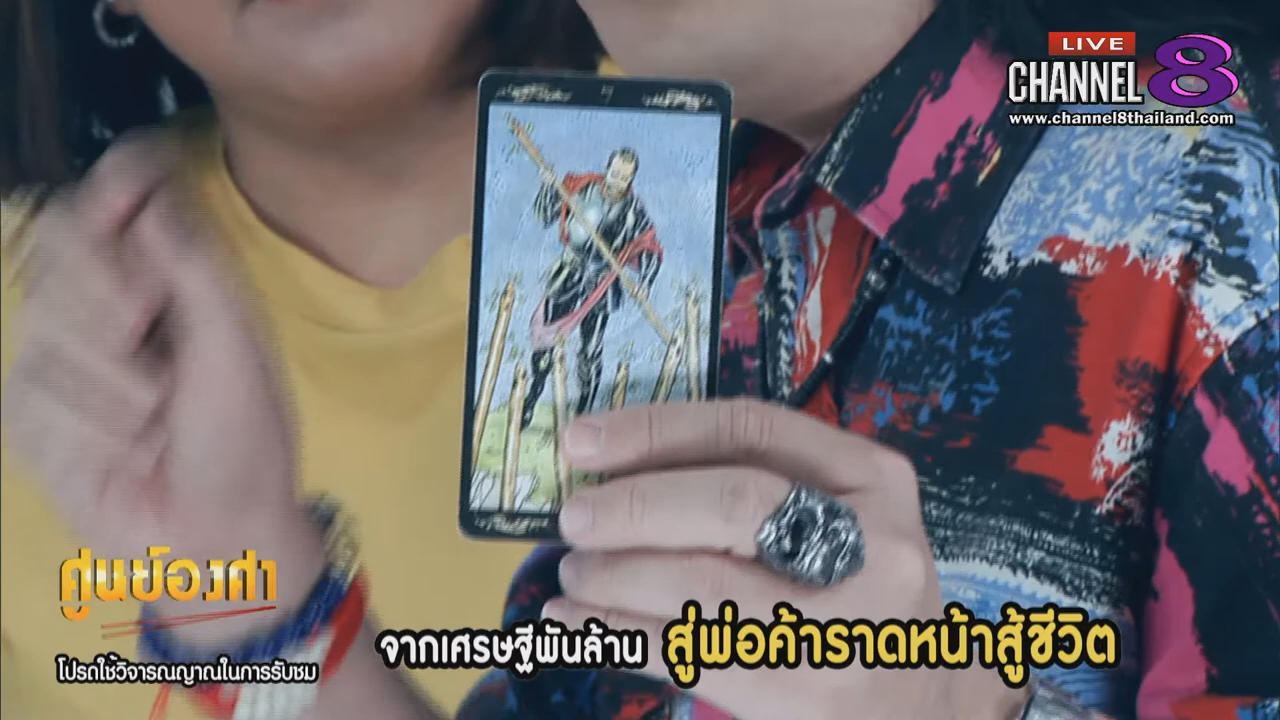 LIVE
CHANNEL 8
www.channel8thailand.com
7
ศูนย์องศา
โปรดใช้วิจารณญาณในการรับชม
จากเศรษฐีพันล้าน สู่พ่อค้าราดหน้าสู้ชีวิต